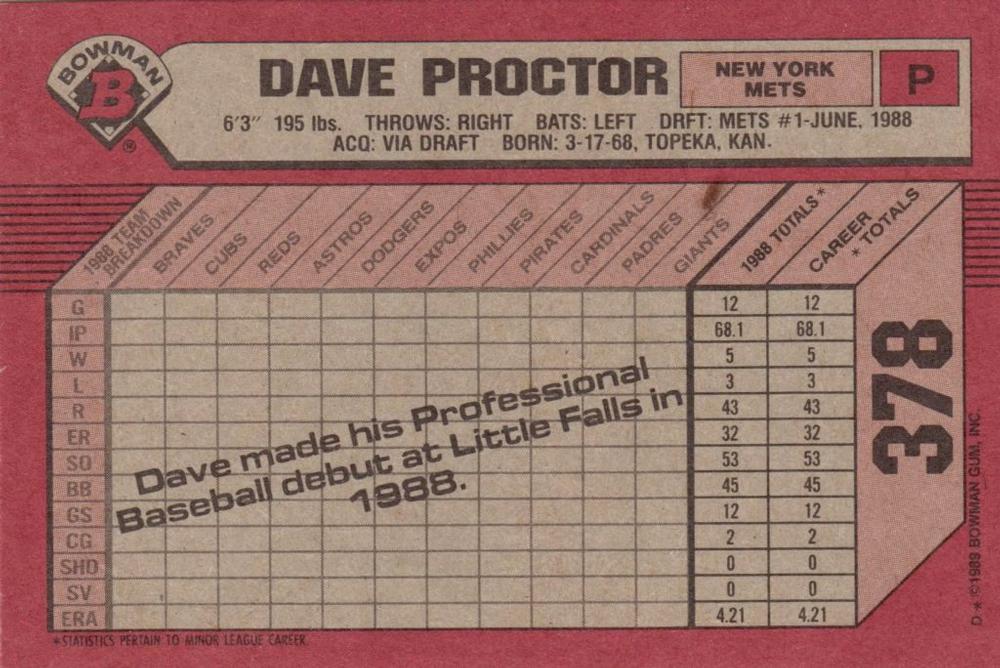 BOWMAN
B
®
DAVE PROCTOR
NEW YORK
METS
P
6'3" 195 lbs. THROWS: RIGHT BATS: LEFT DRFT: METS #1-JUNE, 1988
ACQ: VIA DRAFT BORN: 3-17-68, TOPEKA, KAN.
1988 TEAM
BREAKDOWN
BRAVES
CUBS
REDS
ASTROS
DODGERS
EXPOS
PHILLIES
PIRATES
CARDINALS
PADRES
GIANTS
1988 TOTALS*
CAREER
* TOTALS
G 12 12
IP 68.1 68.1
W 5 5
L 3 3
R 43 43
ER 32 32
SO 53 53
BB 45 45
GS 12 12
CG 2 2
SHO 0 0
SV 0 0
ERA 4.21 4.21
Dave made his Professional
Baseball debut at Little Falls in
1988.
378
*STATISTICS PERTAIN TO MINOR LEAGUE CAREER.
D * ©1989 BOWMAN GUM, INC.